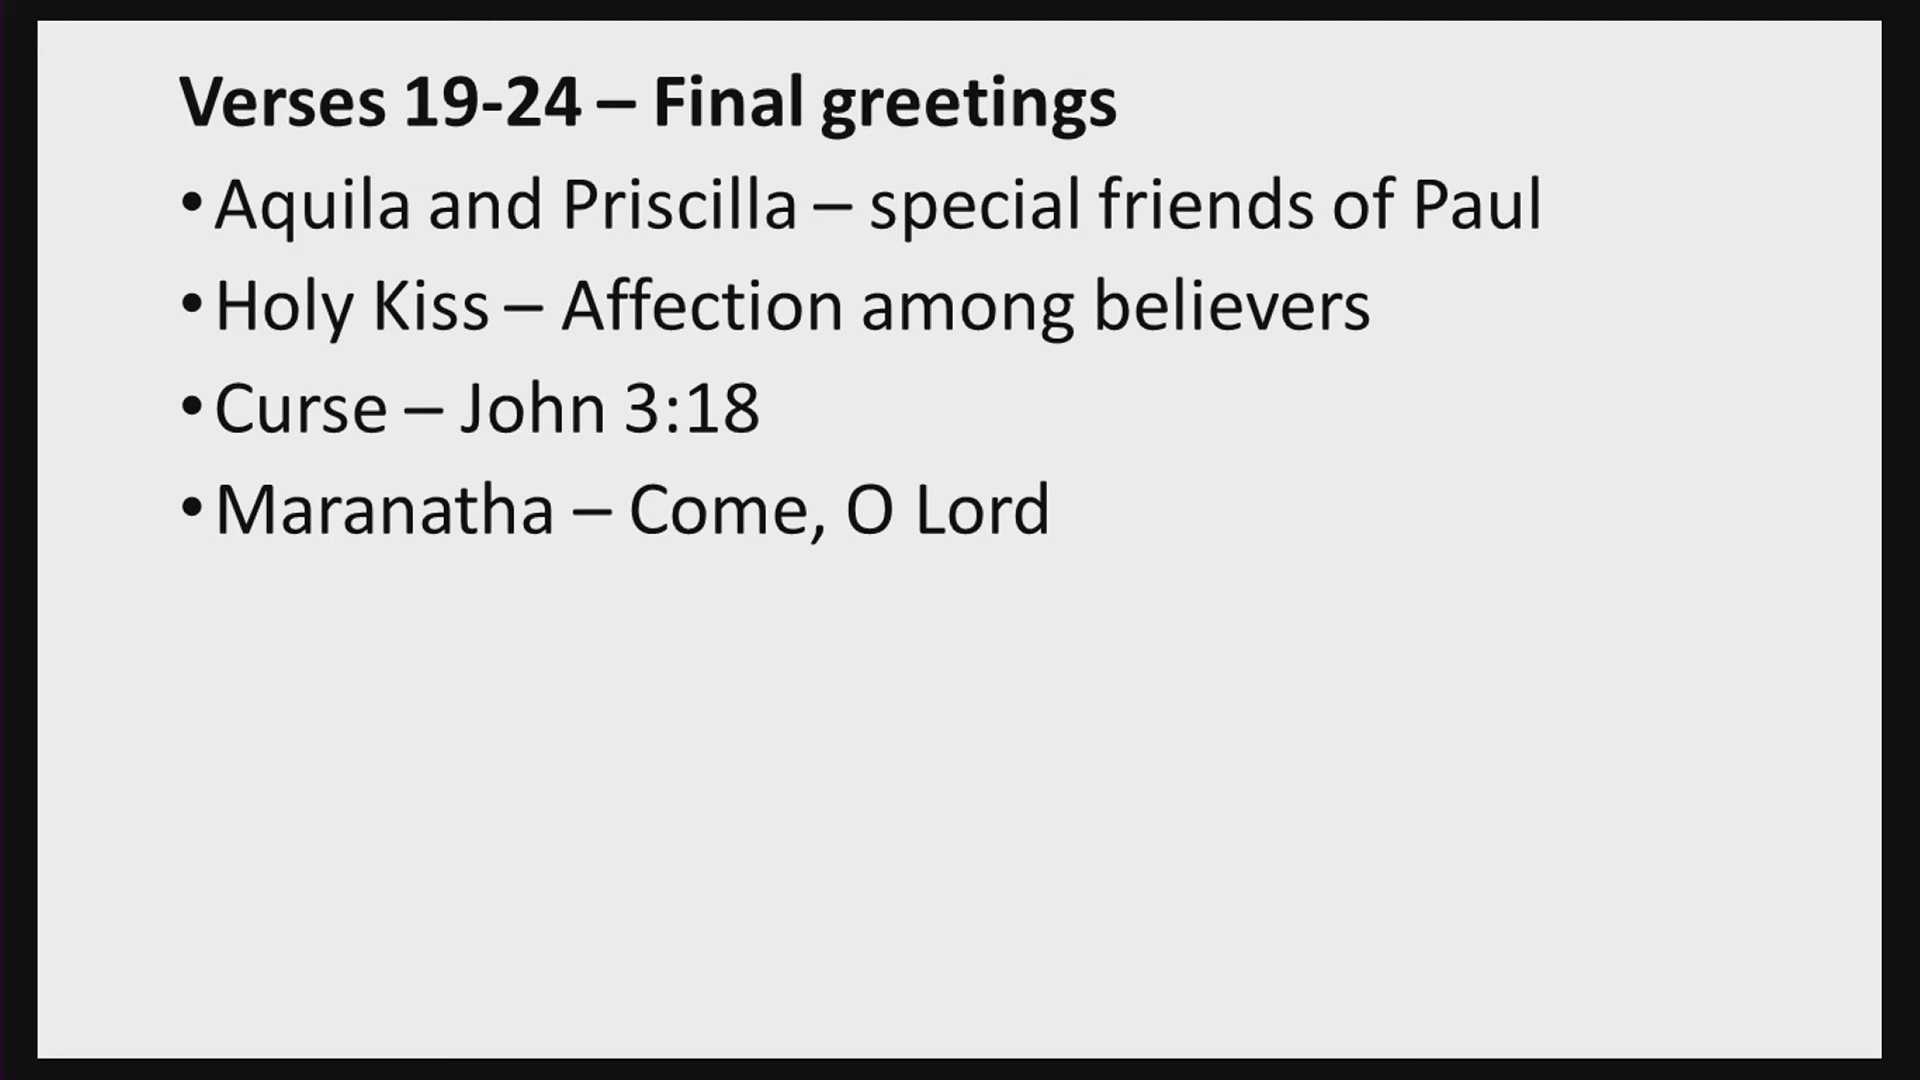 Verses 19-24 – Final greetings
• Aquila and Priscilla – special friends of Paul
• Holy Kiss – Affection among believers
• Curse – John 3:18
• Maranatha – Come, O Lord